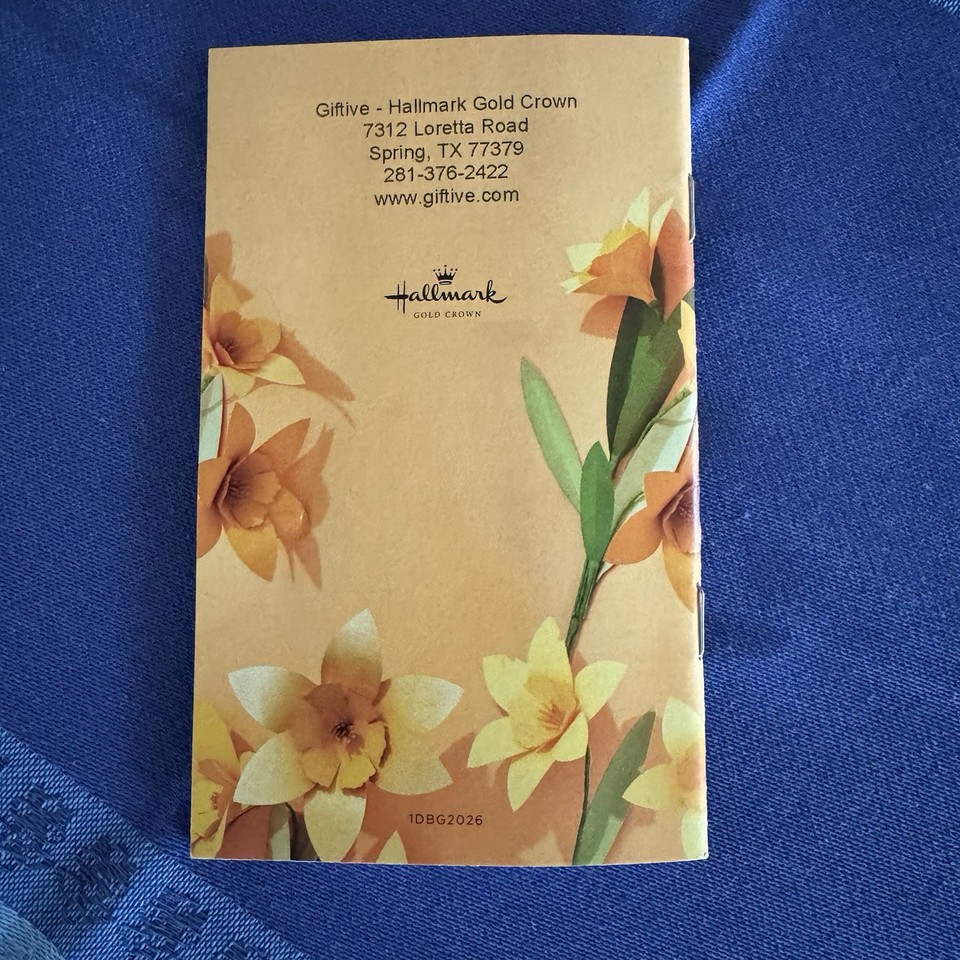 Giftive - Hallmark Gold Crown
7312 Loretta Road
Spring, TX 77379
281-376-2422
www.giftive.com
Hallmark
GOLD CROWN
1DBG2026